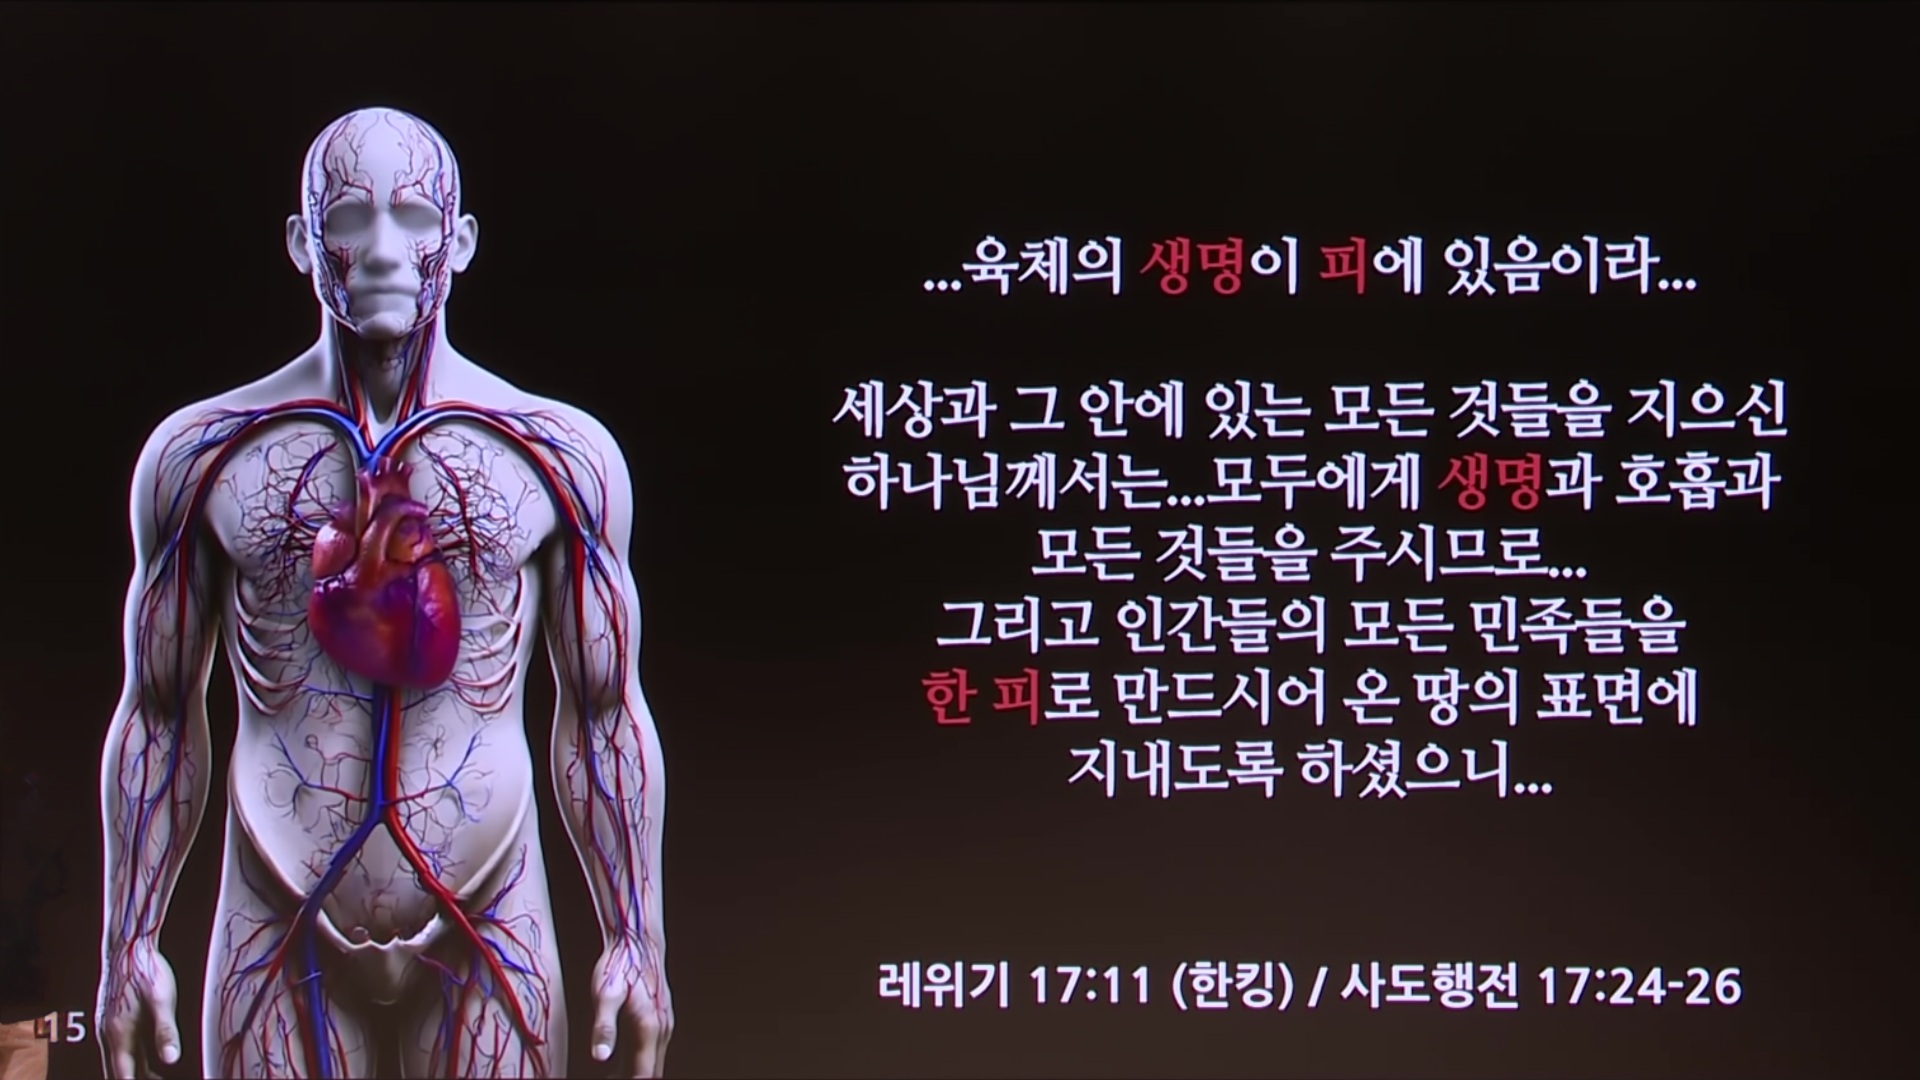 ...육체의 생명이 피에 있음이라...
세상과 그 안에 있는 모든 것들을 지으신
하나님께서는...모두에게 생명과 호흡과
모든 것들을 주시므로...
그리고 인간들의 모든 민족들을
한 피로 만드시어 온 땅의 표면에
지내도록 하셨으니...
레위기 17:11 (한킹) / 사도행전 17:24-26
15